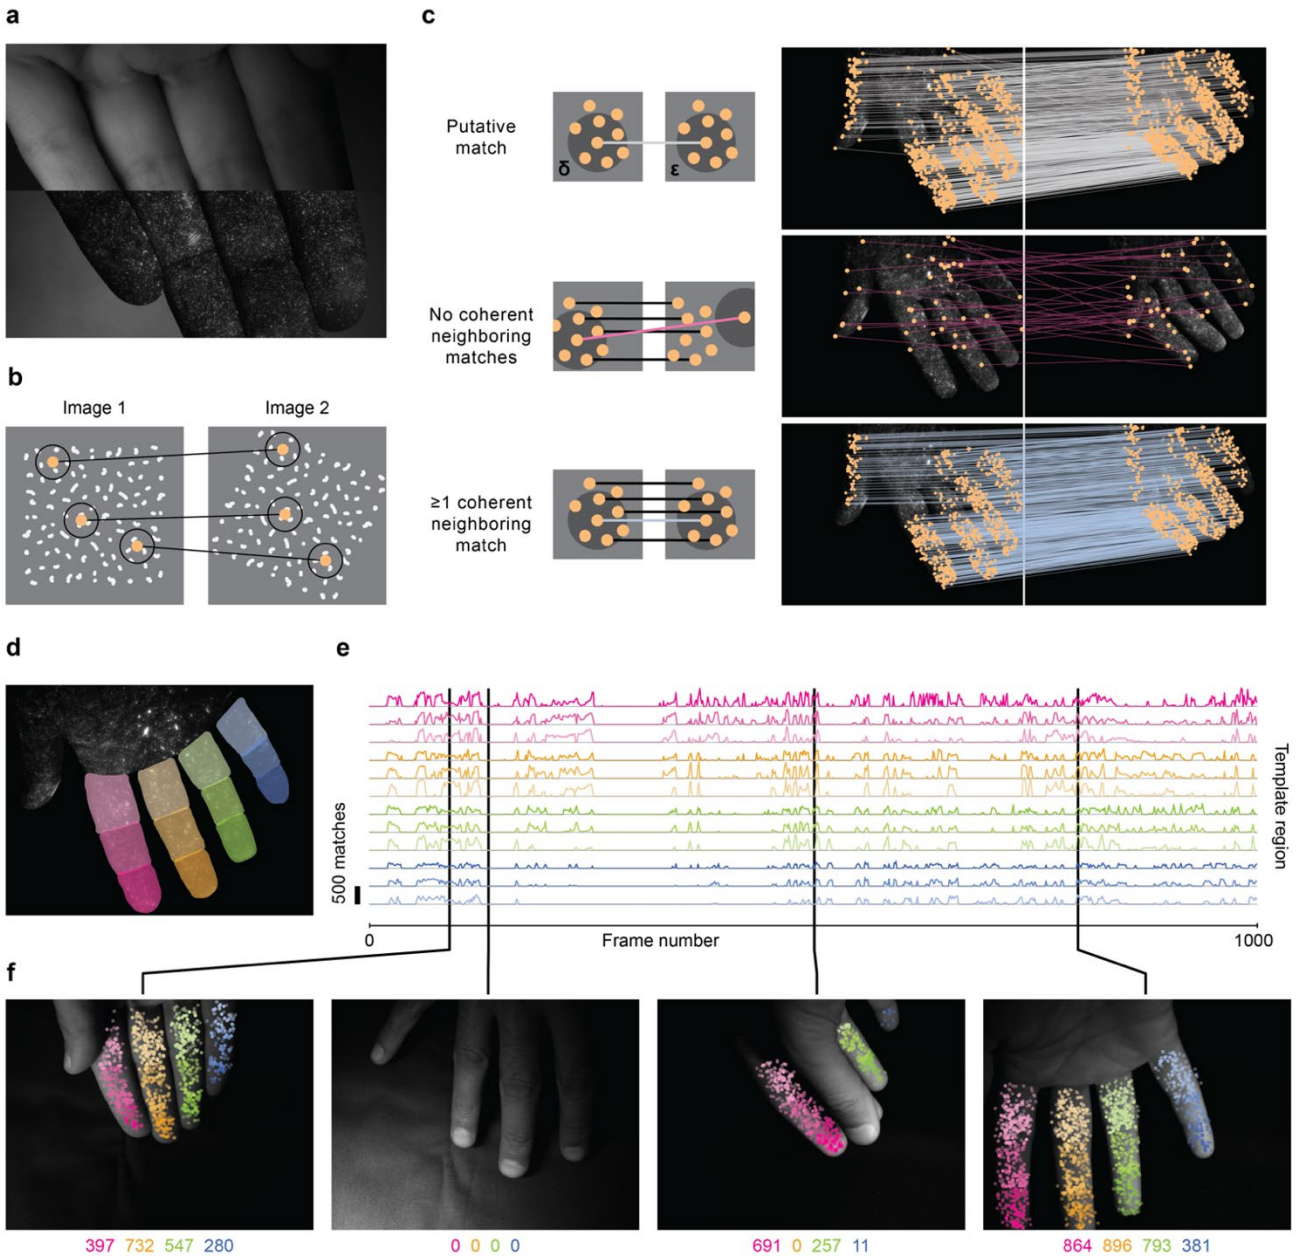 a
c
Putative
match
δ
ε
No coherent
neighboring
matches
b
Image 1
Image 2
≥1 coherent
neighboring
match
d
e
500 matches
Template region
0
Frame number
1000
f
397 732 547 280
0 0 0 0
691 0 257 11
864 896 793 381